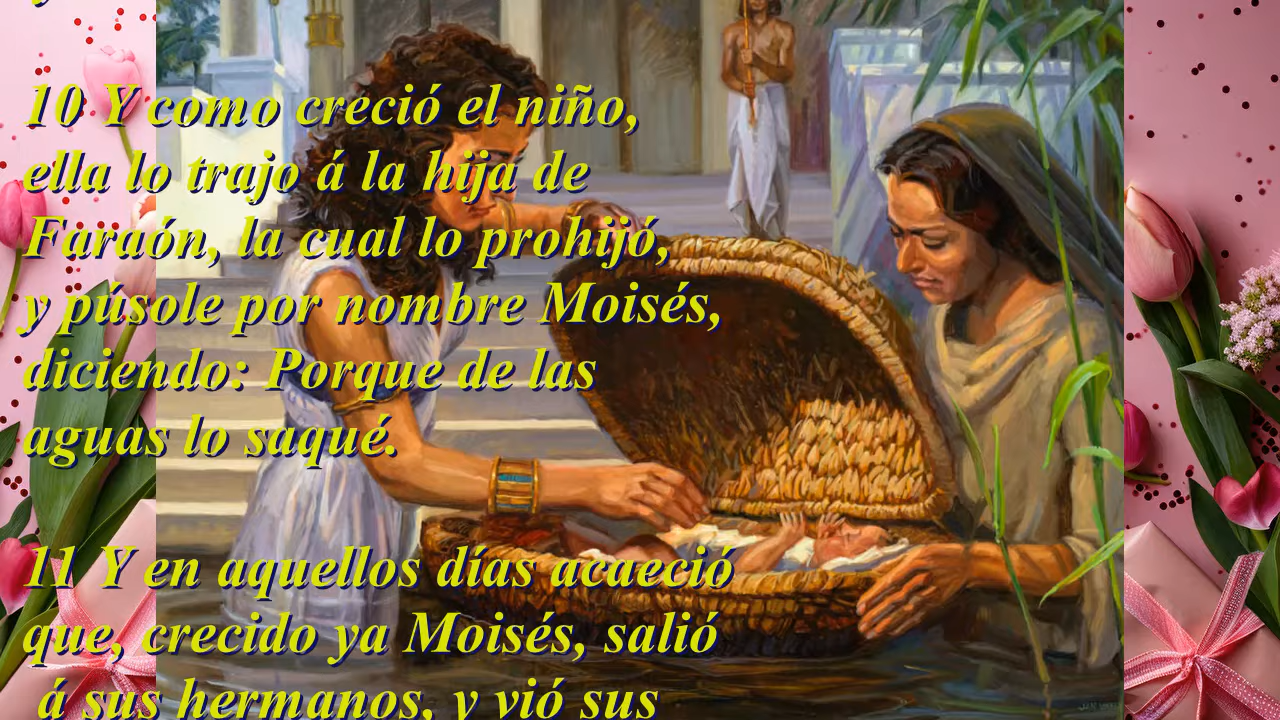 10 Y como creció el niño,
ella lo trajo á la hija de
Faraón, la cual lo prohijó,
y púsole por nombre Moisés,
diciendo: Porque de las
aguas lo saqué.
11 Y en aquellos días acaeció
que, crecido ya Moisés, salió
á sus hermanos, y vió sus